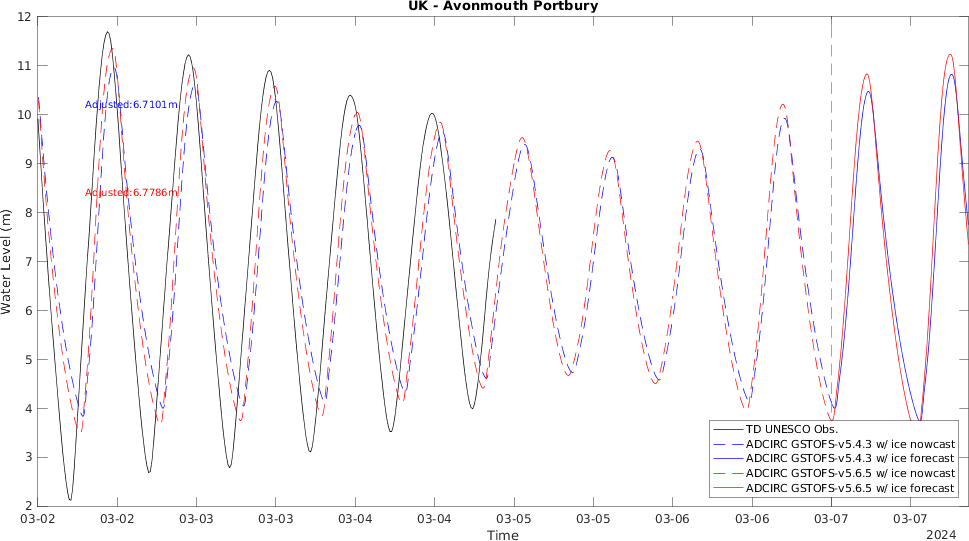 UK - Avonmouth Portbury
12
11
10
9
8
7
6
5
4
3
2
Water Level (m)
Adjusted:6.7101m
Adjusted:6.7786m
TD UNESCO Obs.
ADCIRC GSTOFS-v5.4.3 w/ ice nowcast
ADCIRC GSTOFS-v5.4.3 w/ ice forecast
ADCIRC GSTOFS-v5.6.5 w/ ice nowcast
ADCIRC GSTOFS-v5.6.5 w/ ice forecast
03-02 03-02 03-03 03-03 03-04 03-04 03-05 03-05 03-06 03-06 03-07 03-07
Time
2024